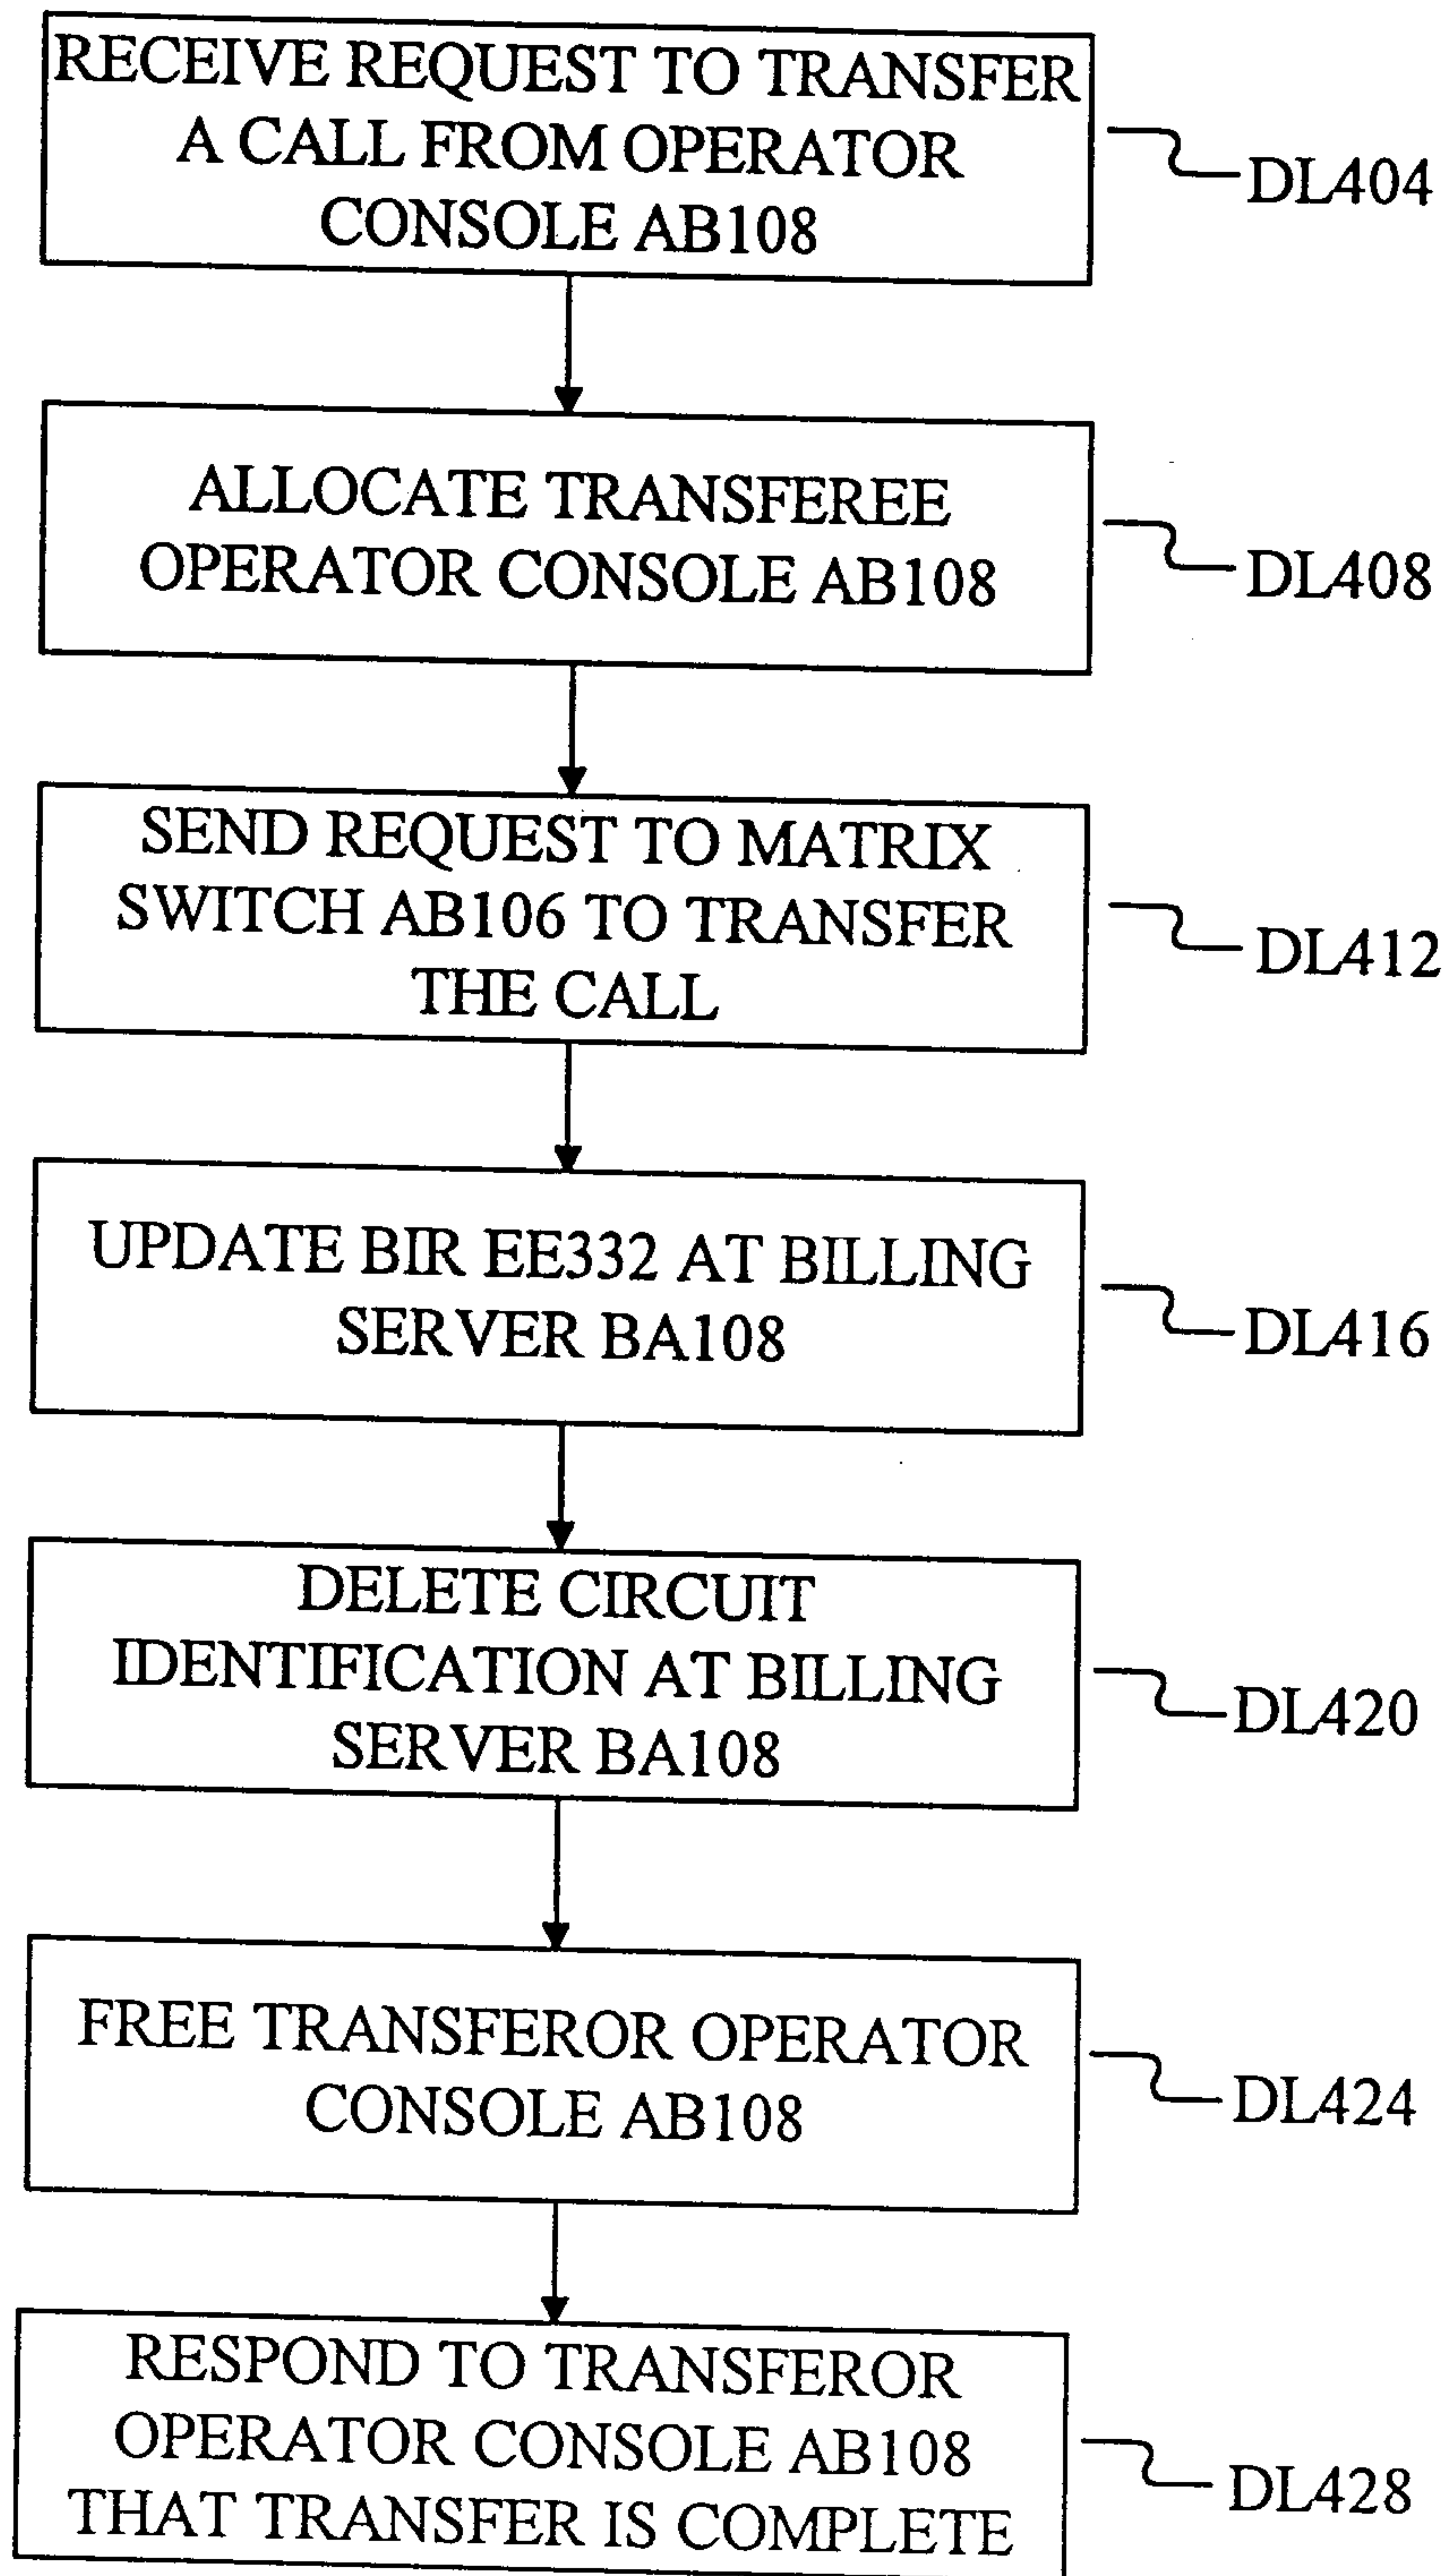 RECEIVE REQUEST TO TRANSFER
A CALL FROM OPERATOR
CONSOLE AB108
DL404
ALLOCATE TRANSFEREE
OPERATOR CONSOLE AB108
DL408
SEND REQUEST TO MATRIX
SWITCH AB106 TO TRANSFER
THE CALL
DL412
UPDATE BIR EE332 AT BILLING
SERVER BA108
DL416
DELETE CIRCUIT
IDENTIFICATION AT BILLING
SERVER BA108
DL420
FREE TRANSFEROR OPERATOR
CONSOLE AB108
DL424
RESPOND TO TRANSFEROR
OPERATOR CONSOLE AB108
THAT TRANSFER IS COMPLETE
DL428